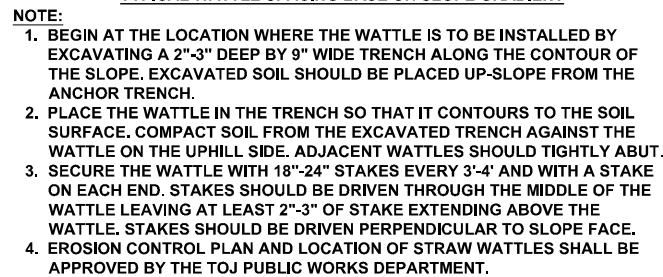 NOTE:
1. BEGIN AT THE LOCATION WHERE THE WATTLE IS TO BE INSTALLED BY
EXCAVATING A 2"-3" DEEP BY 9" WIDE TRENCH ALONG THE CONTOUR OF
THE SLOPE. EXCAVATED SOIL SHOULD BE PLACED UP-SLOPE FROM THE
ANCHOR TRENCH.
2. PLACE THE WATTLE IN THE TRENCH SO THAT IT CONTOURS TO THE SOIL
SURFACE. COMPACT SOIL FROM THE EXCAVATED TRENCH AGAINST THE
WATTLE ON THE UPHILL SIDE. ADJACENT WATTLES SHOULD TIGHTLY ABUT.
3. SECURE THE WATTLE WITH 18"-24" STAKES EVERY 3'-4' AND WITH A STAKE
ON EACH END. STAKES SHOULD BE DRIVEN THROUGH THE MIDDLE OF THE
WATTLE LEAVING AT LEAST 2"-3" OF STAKE EXTENDING ABOVE THE
WATTLE. STAKES SHOULD BE DRIVEN PERPENDICULAR TO SLOPE FACE.
4. EROSION CONTROL PLAN AND LOCATION OF STRAW WATTLES SHALL BE
APPROVED BY THE TOJ PUBLIC WORKS DEPARTMENT.